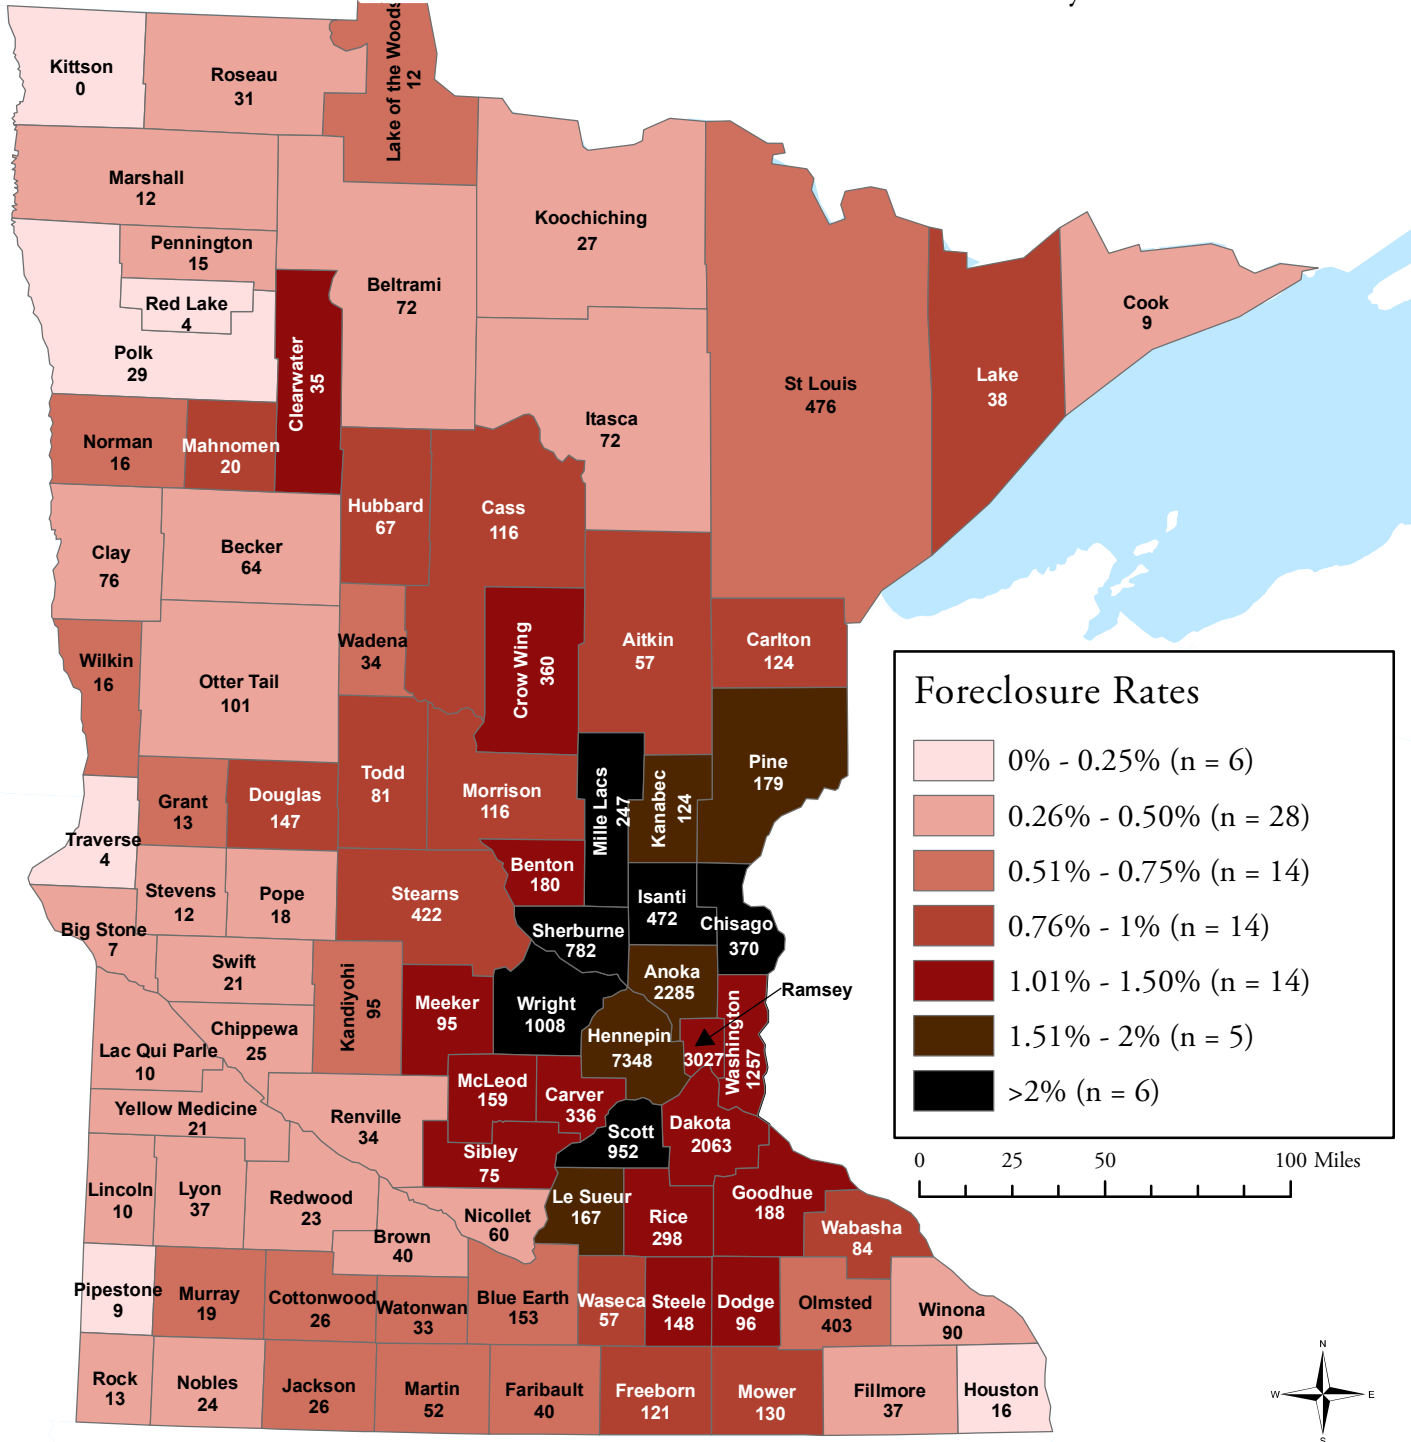 Kittson
0
Roseau
31
Lake of the Woods
12
Marshall
12
Koochiching
27
Pennington
15
Beltrami
72
Red Lake
4
Cook
9
Polk
29
Clearwater
35
St Louis
476
Lake
38
Itasca
72
Norman
16
Mahnomen
20
Hubbard
67
Cass
116
Clay
76
Becker
64
Wadena
34
Crow Wing
360
Aitkin
57
Carlton
124
Wilkin
16
Otter Tail
101
Foreclosure Rates
0% - 0.25% (n = 6)
0.26% - 0.50% (n = 28)
0.51% - 0.75% (n = 14)
0.76% - 1% (n = 14)
1.01% - 1.50% (n = 14)
1.51% - 2% (n = 5)
>2% (n = 6)
0 25 50 100 Miles
Todd
81
Morrison
116
Mille Lacs
247
Kanabec
124
Pine
179
Grant
13
Douglas
147
Traverse
4
Benton
180
Stevens
12
Pope
18
Stearns
422
Isanti
472
Chisago
370
Big Stone
7
Sherburne
782
Swift
21
Anoka
2285
Kandiyohi
95
Meeker
95
Wright
1008
Ramsey
3027
Washington
1257
Chippewa
25
Hennepin
7348
Lac Qui Parle
10
McLeod
159
Carver
336
Yellow Medicine
21
Renville
34
Scott
952
Dakota
2063
Sibley
75
Lincoln
10
Lyon
37
Redwood
23
Nicollet
60
Le Sueur
167
Rice
298
Goodhue
188
Wabasha
84
Brown
40
Pipestone
9
Murray
19
Cottonwood
26
Watonwan
33
Blue Earth
153
Waseca
57
Steele
148
Dodge
96
Olmsted
403
Winona
90
Rock
13
Nobles
24
Jackson
26
Martin
52
Faribault
40
Freeborn
121
Mower
130
Fillmore
37
Houston
16
N
W E
S